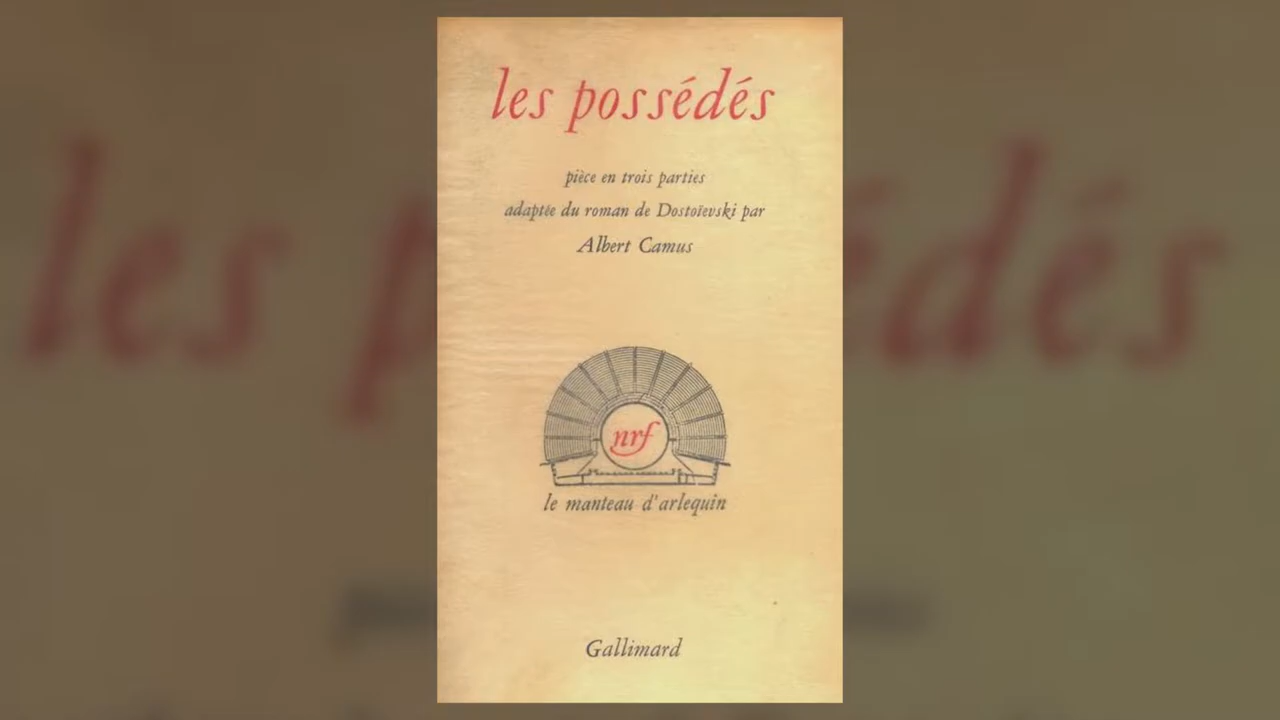 les possédés
pièce en trois parties
adaptée du roman de Dostoïevski par
Albert Camus
nrf
le manteau d'arlequin
Gallimard